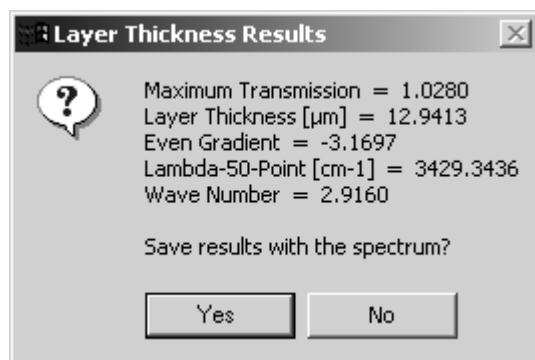 Layer Thickness Results
?
Maximum Transmission = 1.0280
Layer Thickness [µm] = 12.9413
Even Gradient = -3.1697
Lambda-50-Point [cm-1] = 3429.3436
Wave Number = 2.9160
Save results with the spectrum?
Yes No